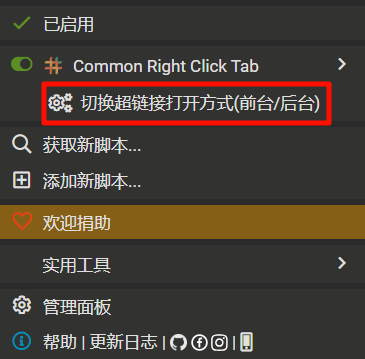 已启用
Common Right Click Tab
切换超链接打开方式(前台/后台)
获取新脚本...
添加新脚本...
欢迎捐助
实用工具
管理面板
帮助 | 更新日志 | |